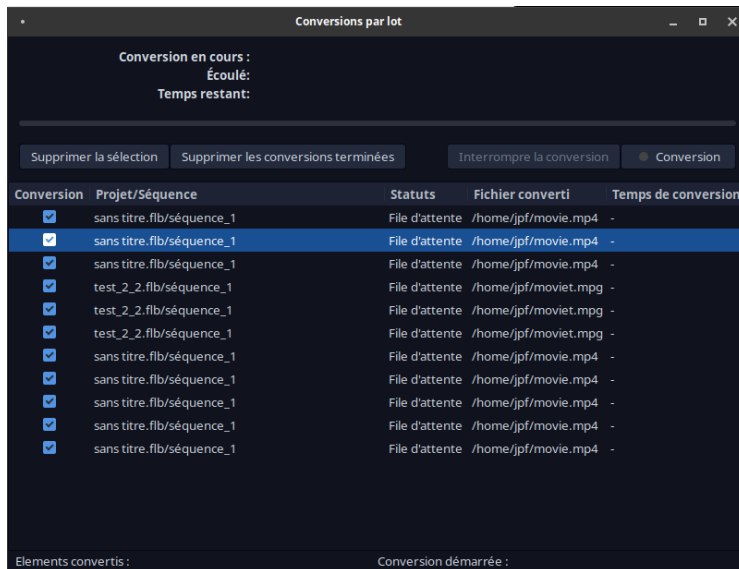 Conversions par lot
Conversion en cours :
Écoulé:
Temps restant:
Supprimer la sélection Supprimer les conversions terminées Interrompre la conversion Conversion
Conversion Projet/Séquence Statuts Fichier converti Temps de conversion
sans titre.flb/séquence_1 File d'attente /home/jpf/movie.mp4 -
sans titre.flb/séquence_1 File d'attente /home/jpf/movie.mp4 -
sans titre.flb/séquence_1 File d'attente /home/jpf/movie.mp4 -
test_2_2.flb/séquence_1 File d'attente /home/jpf/moviet.mpg -
test_2_2.flb/séquence_1 File d'attente /home/jpf/moviet.mpg -
test_2_2.flb/séquence_1 File d'attente /home/jpf/moviet.mpg -
sans titre.flb/séquence_1 File d'attente /home/jpf/movie.mp4 -
sans titre.flb/séquence_1 File d'attente /home/jpf/movie.mp4 -
sans titre.flb/séquence_1 File d'attente /home/jpf/movie.mp4 -
sans titre.flb/séquence_1 File d'attente /home/jpf/movie.mp4 -
sans titre.flb/séquence_1 File d'attente /home/jpf/movie.mp4 -
Elements convertis : Conversion démarrée :